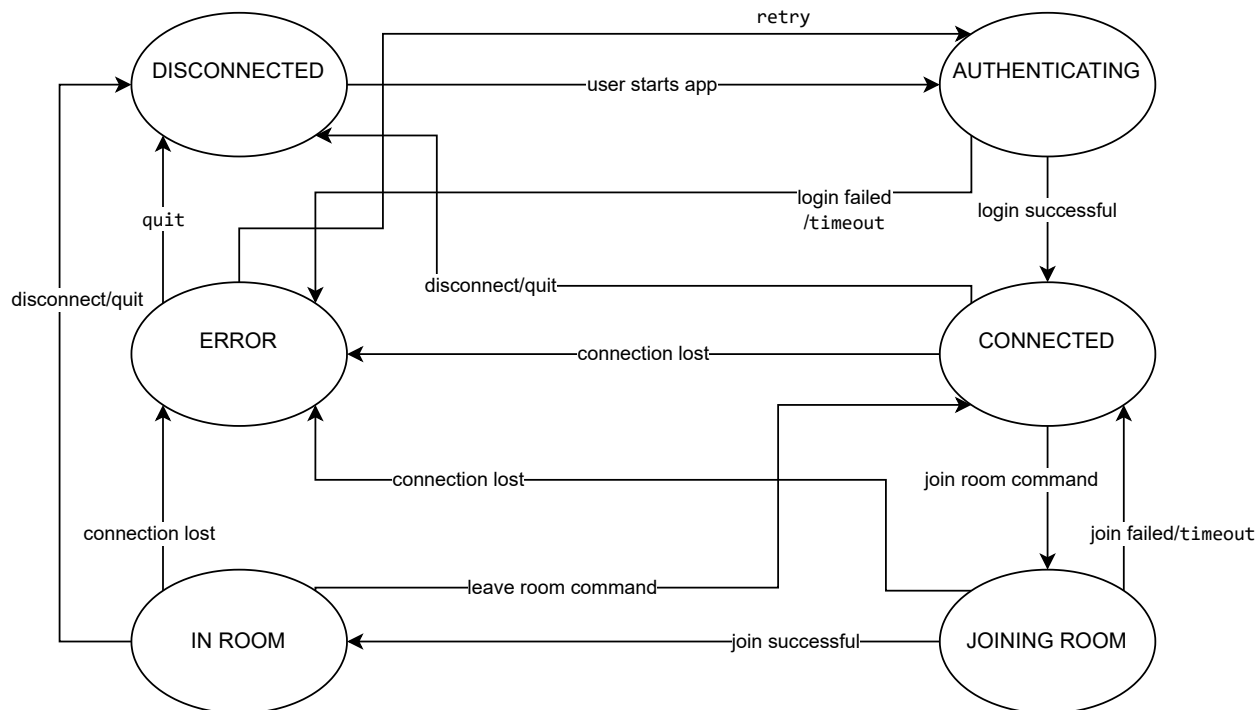 retry
DISCONNECTED
AUTHENTICATING
user starts app
login failed
/timeout
login successful
quit
disconnect/quit
disconnect/quit
ERROR
CONNECTED
connection lost
connection lost
join room command
connection lost
join failed/timeout
leave room command
IN ROOM
join successful
JOINING ROOM